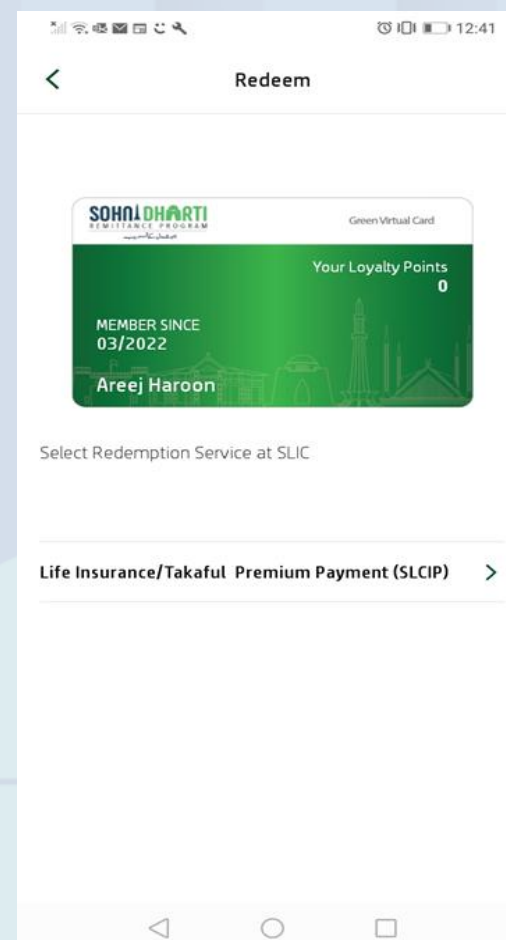 12:41
Redeem
SOHNI DHARTI
REMITTANCE PROGRAM
Green Virtual Card
Your Loyalty Points
0
MEMBER SINCE
03/2022
Areej Haroon
Select Redemption Service at SLIC
Life Insurance/Takaful Premium Payment (SLCIP)